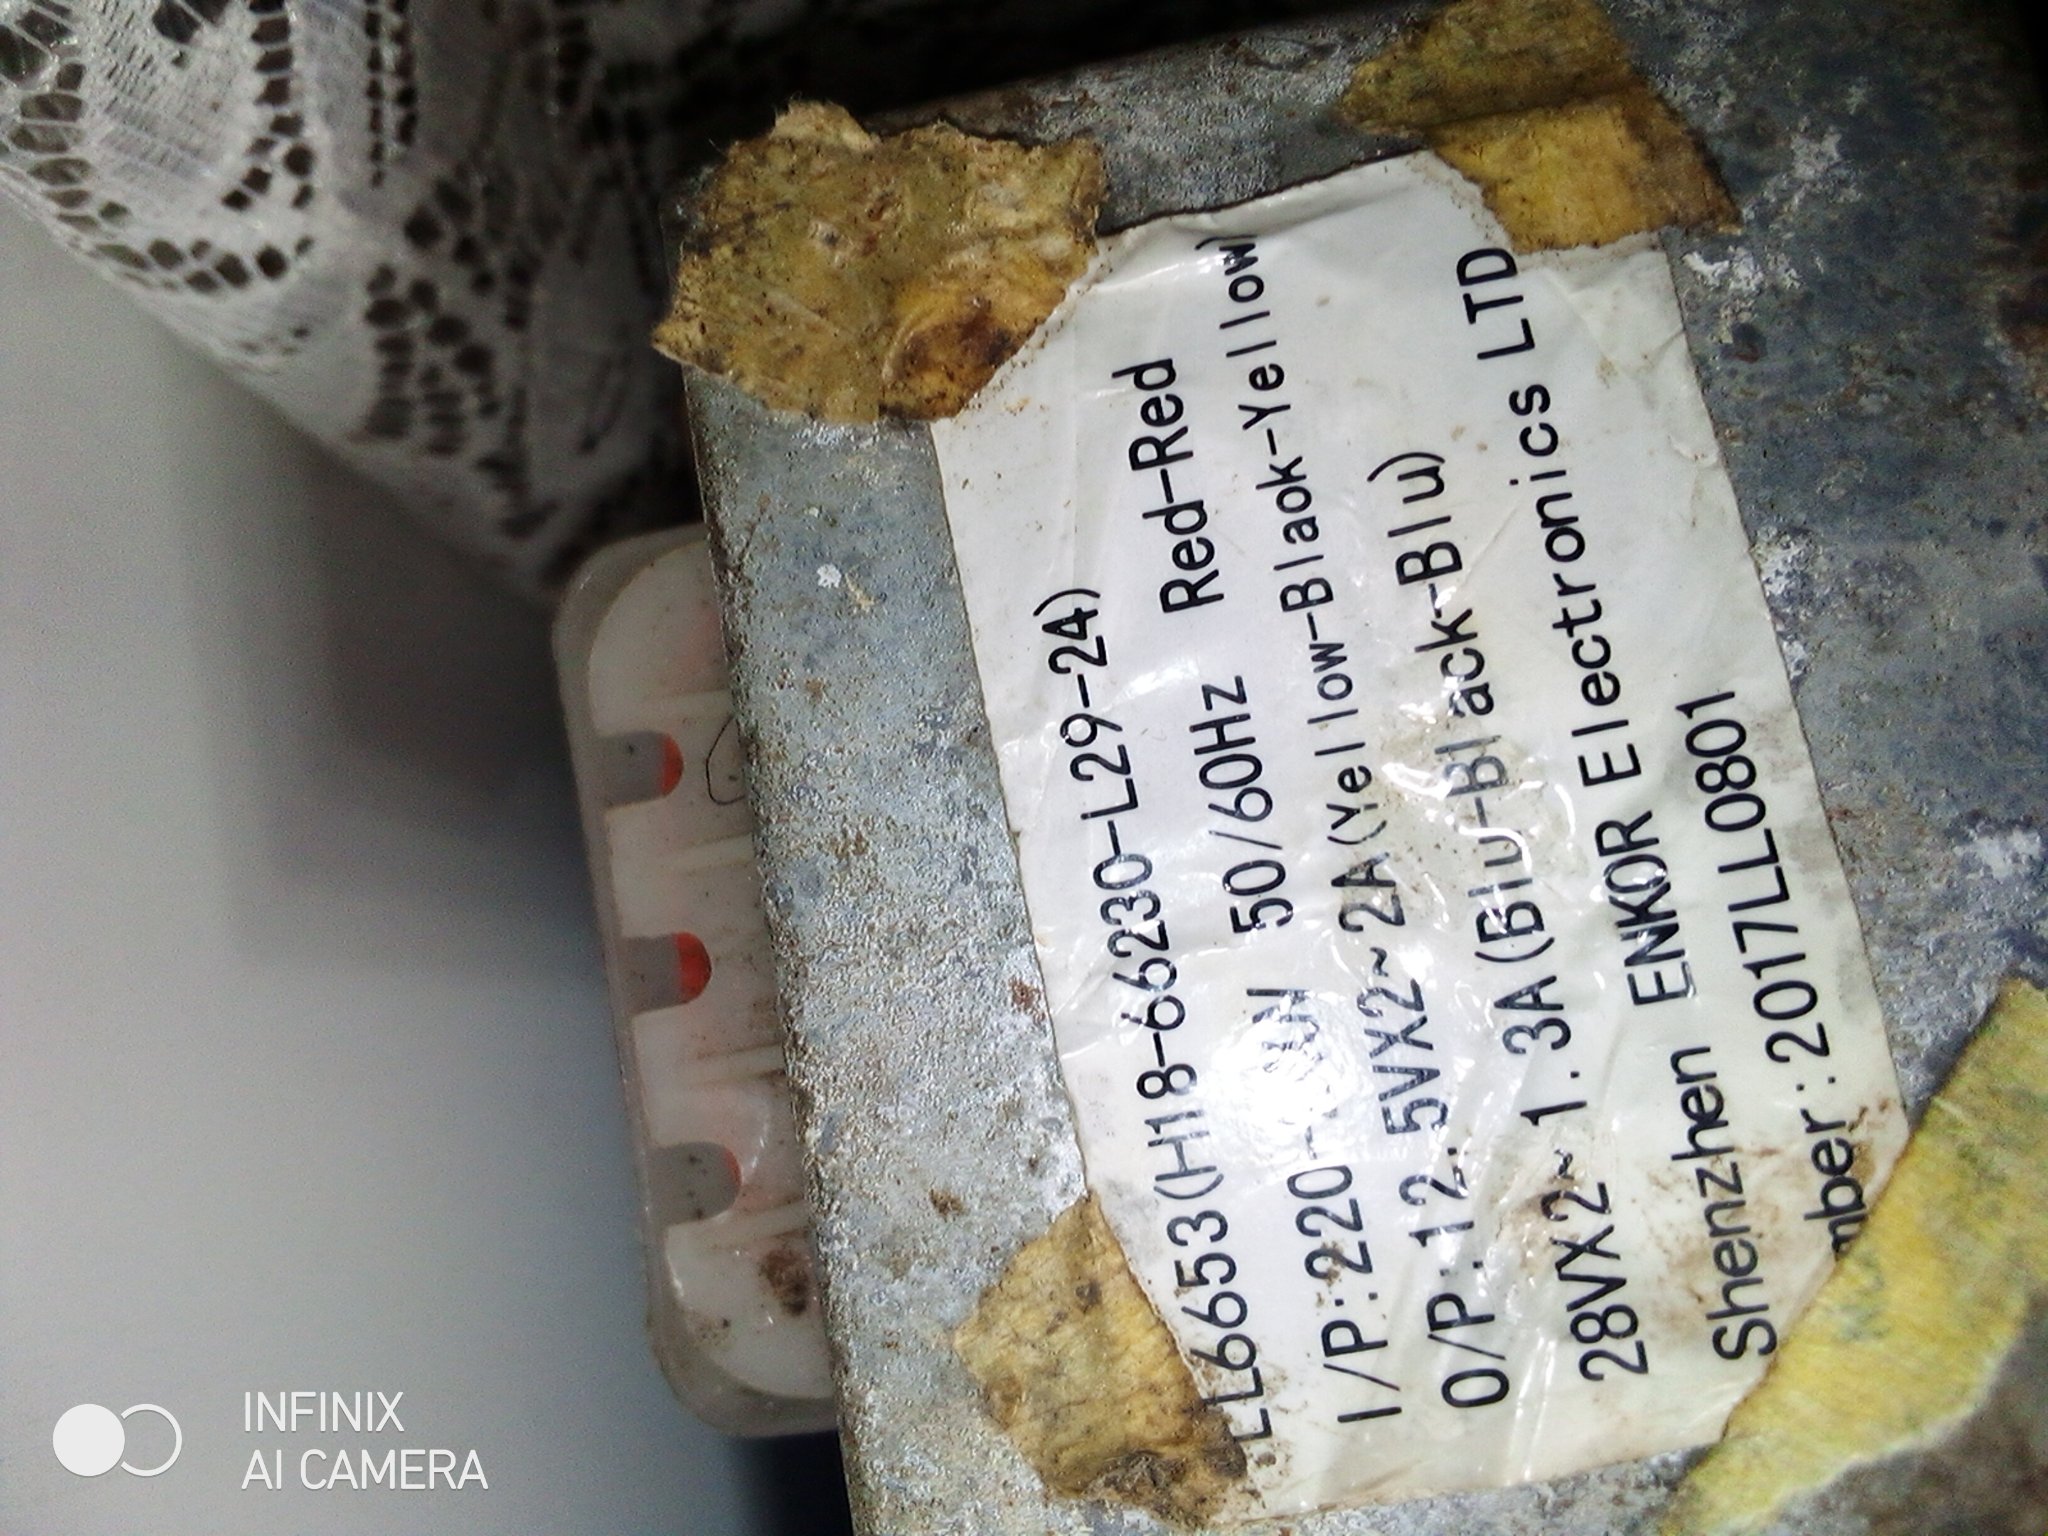 LL6653(H18-66230-L29-24)
I/P:220- 50/60Hz Red-Red
O/P:12.5VX2~2A(Yellow-Blaok-Yellow)
28VX2~1.3A(Blu-Black-Blu)
Shenzhen ENKOR Electronics LTD
mber:2017LL0801
INFINIX
AI CAMERA